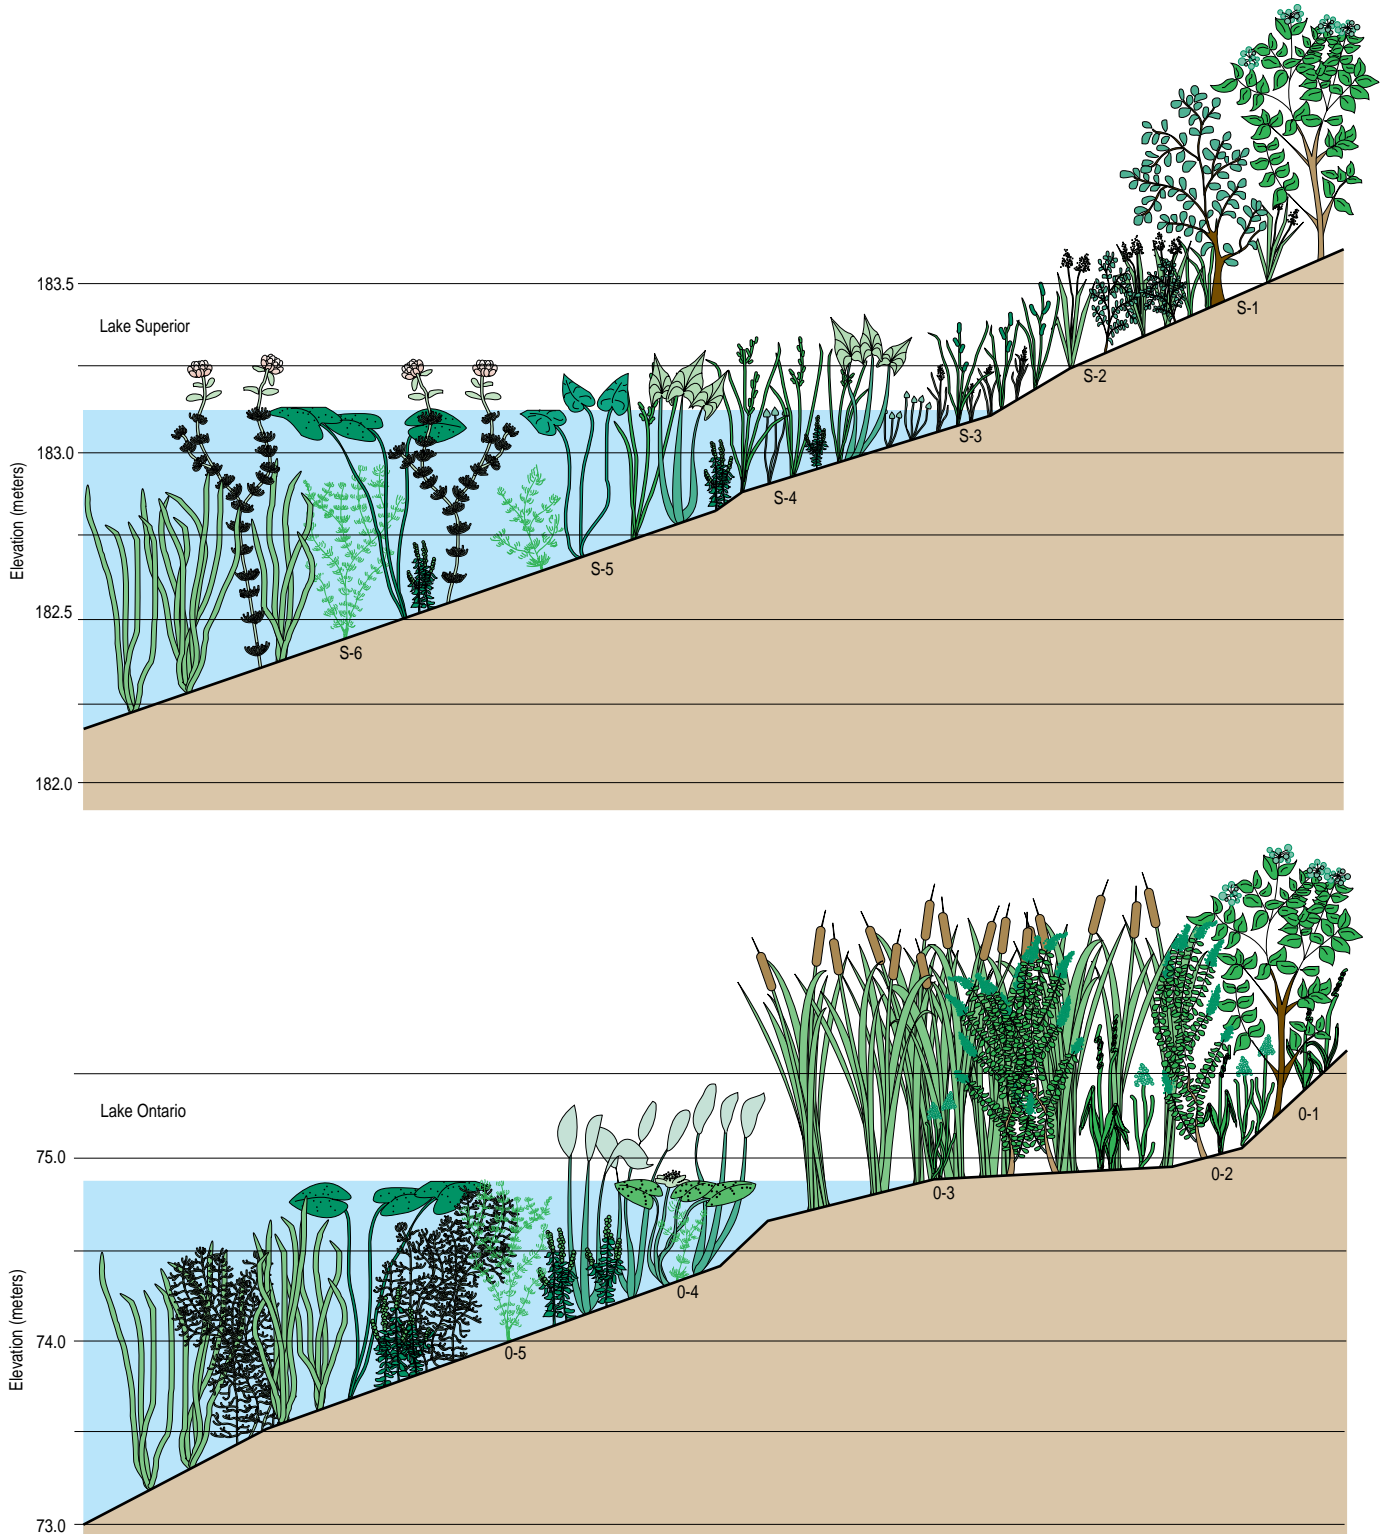 183.5
Lake Superior
S-1
S-2
S-3
183.0
S-4
Elevation (meters)
S-5
182.5
S-6
182.0
Lake Ontario
0-1
75.0
0-2
0-3
0-4
Elevation (meters)
74.0
0-5
73.0